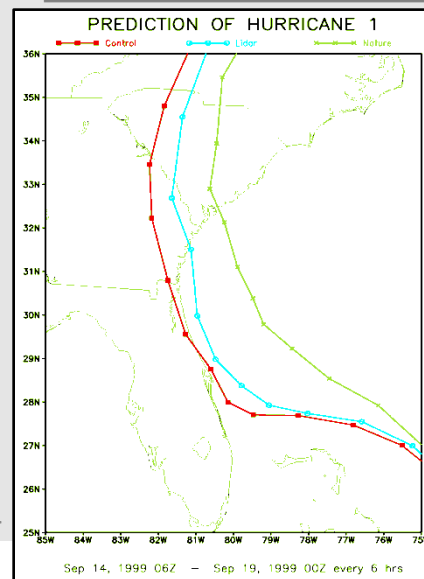 PREDICTION OF HURRICANE 1
Control Lidar Nature
36N
35N
34N
33N
32N
31N
30N
29N
28N
27N
26N
25N
85W 84W 83W 82W 81W 80W 79W 78W 77W 76W 75W
Sep 14, 1999 06Z – Sep 19, 1999 00Z every 6 hrs